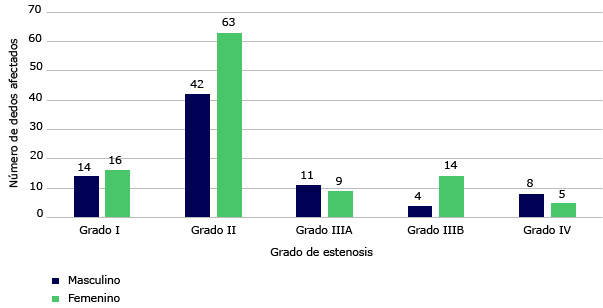 70
60
50
40
30
20
10
0
Número de dedos afectados
14
16
42
63
11
9
4
14
8
5
Grado I
Grado II
Grado IIIA
Grado IIIB
Grado IV
Grado de estenosis
Masculino
Femenino